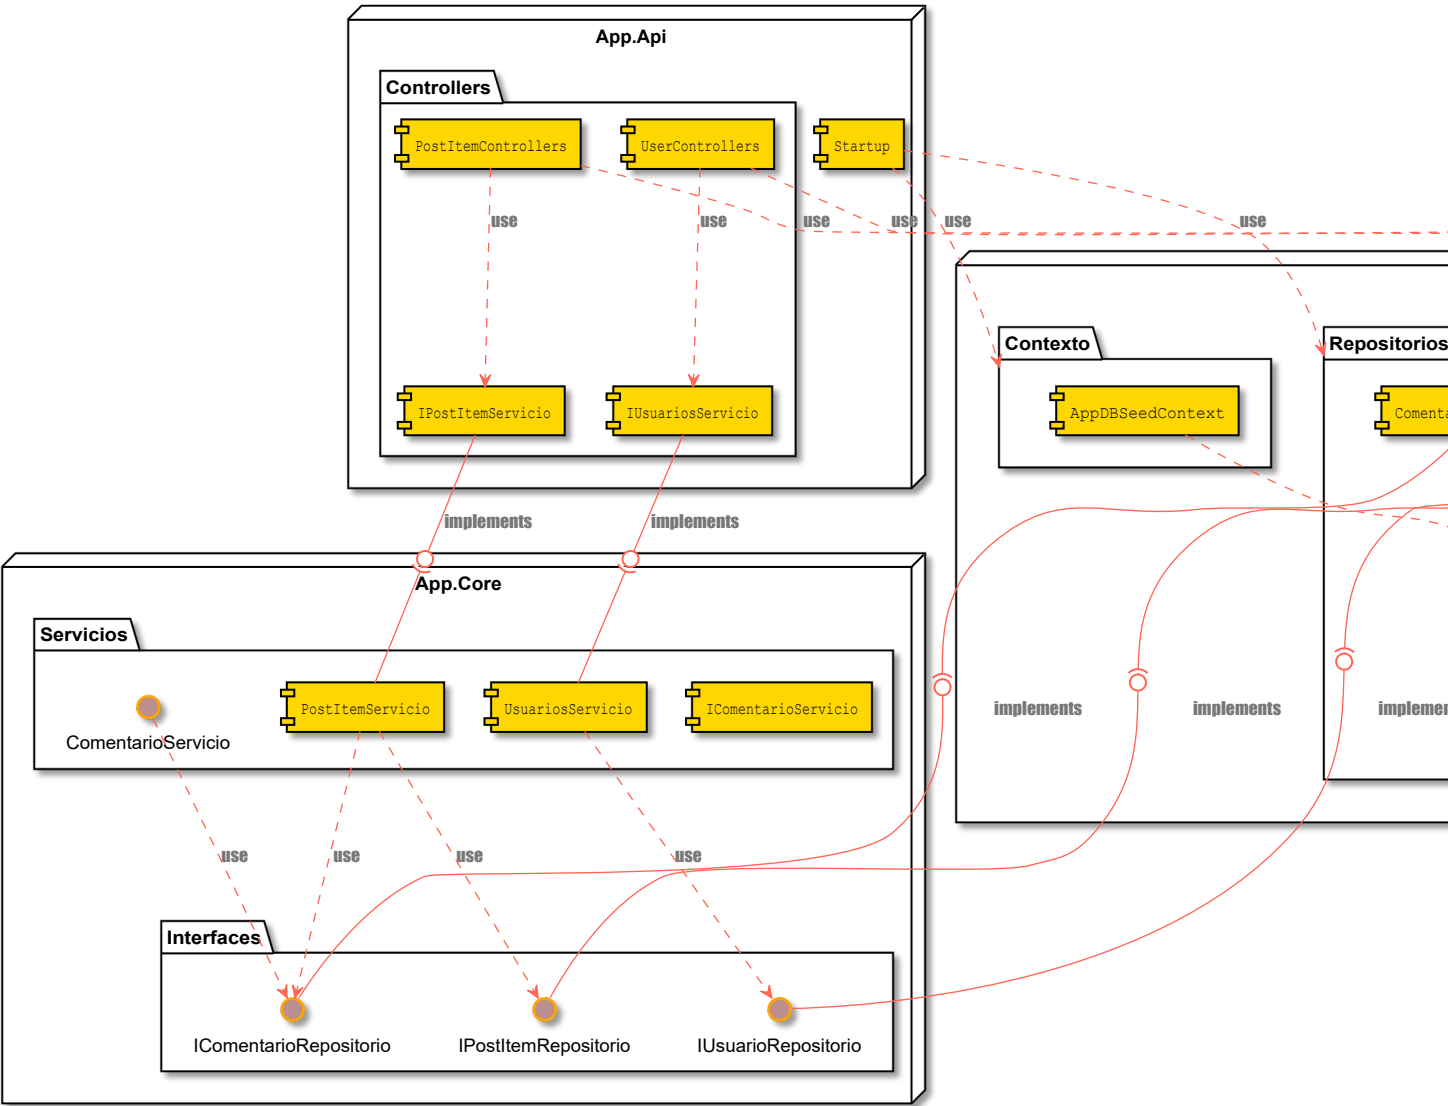 App.Api
Controllers
PostItemControllers
UserControllers
Startup
use
use
use
use
use
use
Contexto
Repositorios
IPostItemServicio
IUsuariosServicio
AppDBSeedContext
implements
implements
App.Core
Servicios
PostItemServicio
UsuariosServicio
IComentarioServicio
ComentarioServicio
implements
implements
use
use
use
use
Interfaces
IComentarioRepositorio
IPostItemRepositorio
IUsuarioRepositorio